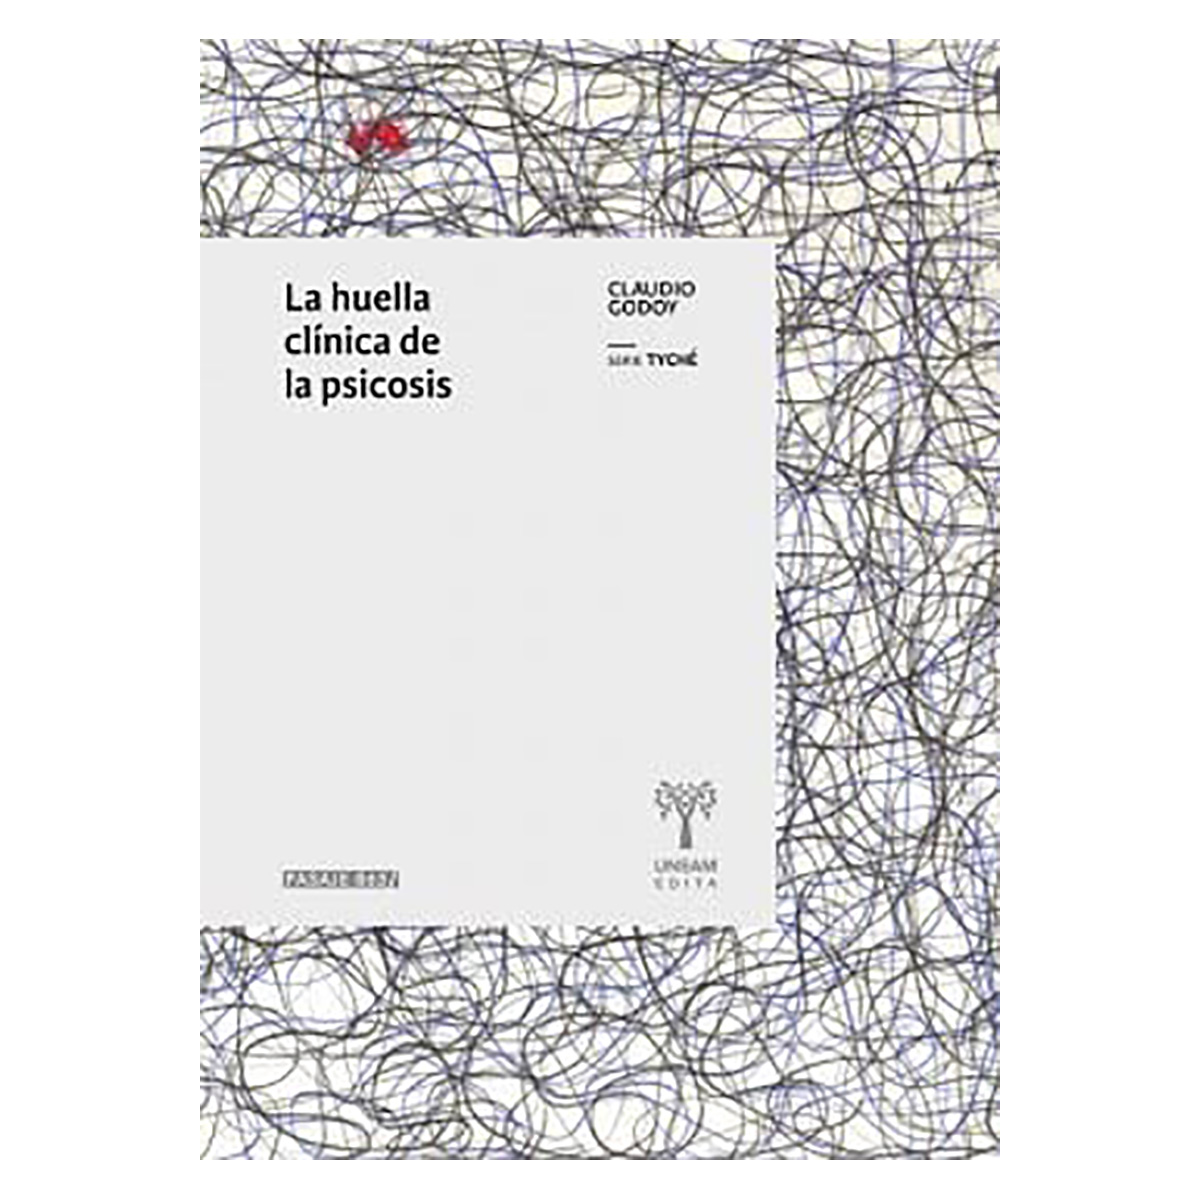 La huella
clínica de
la psicosis
CLAUDIO
GODOY
SERIE TYCHÉ
UNSAM
EDITA